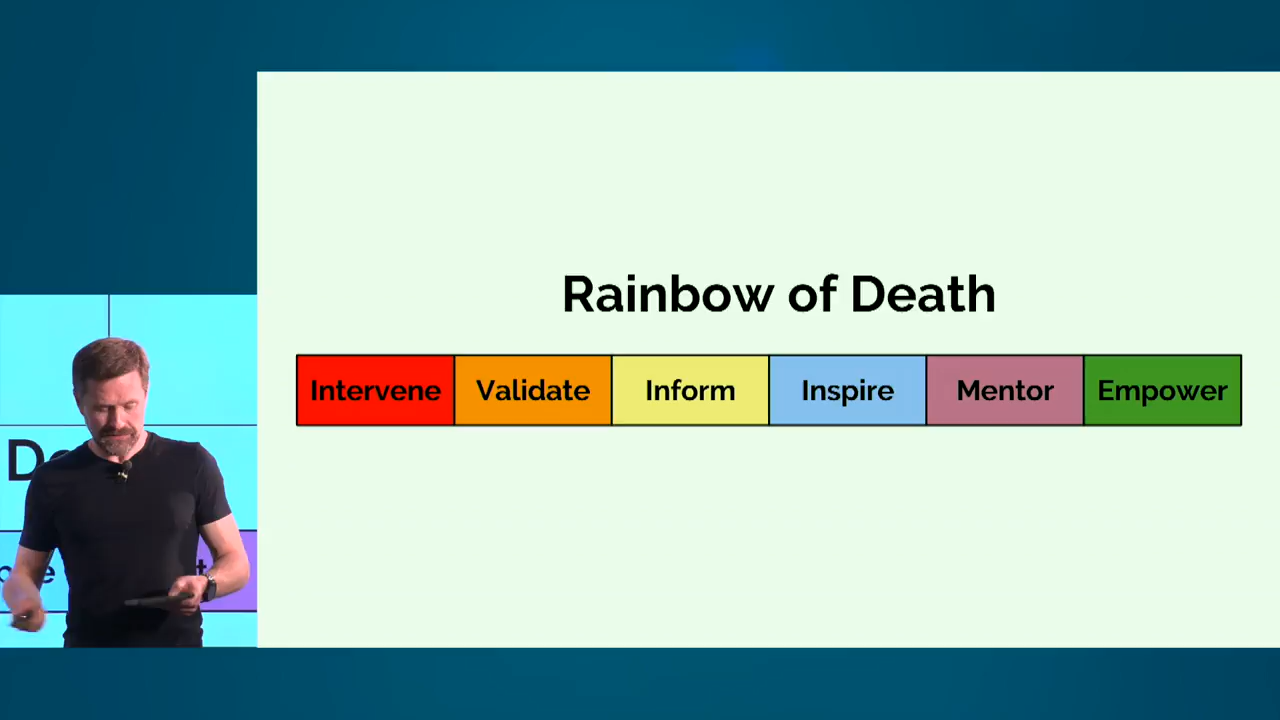 Rainbow of Death
Intervene Validate Inform Inspire Mentor Empower